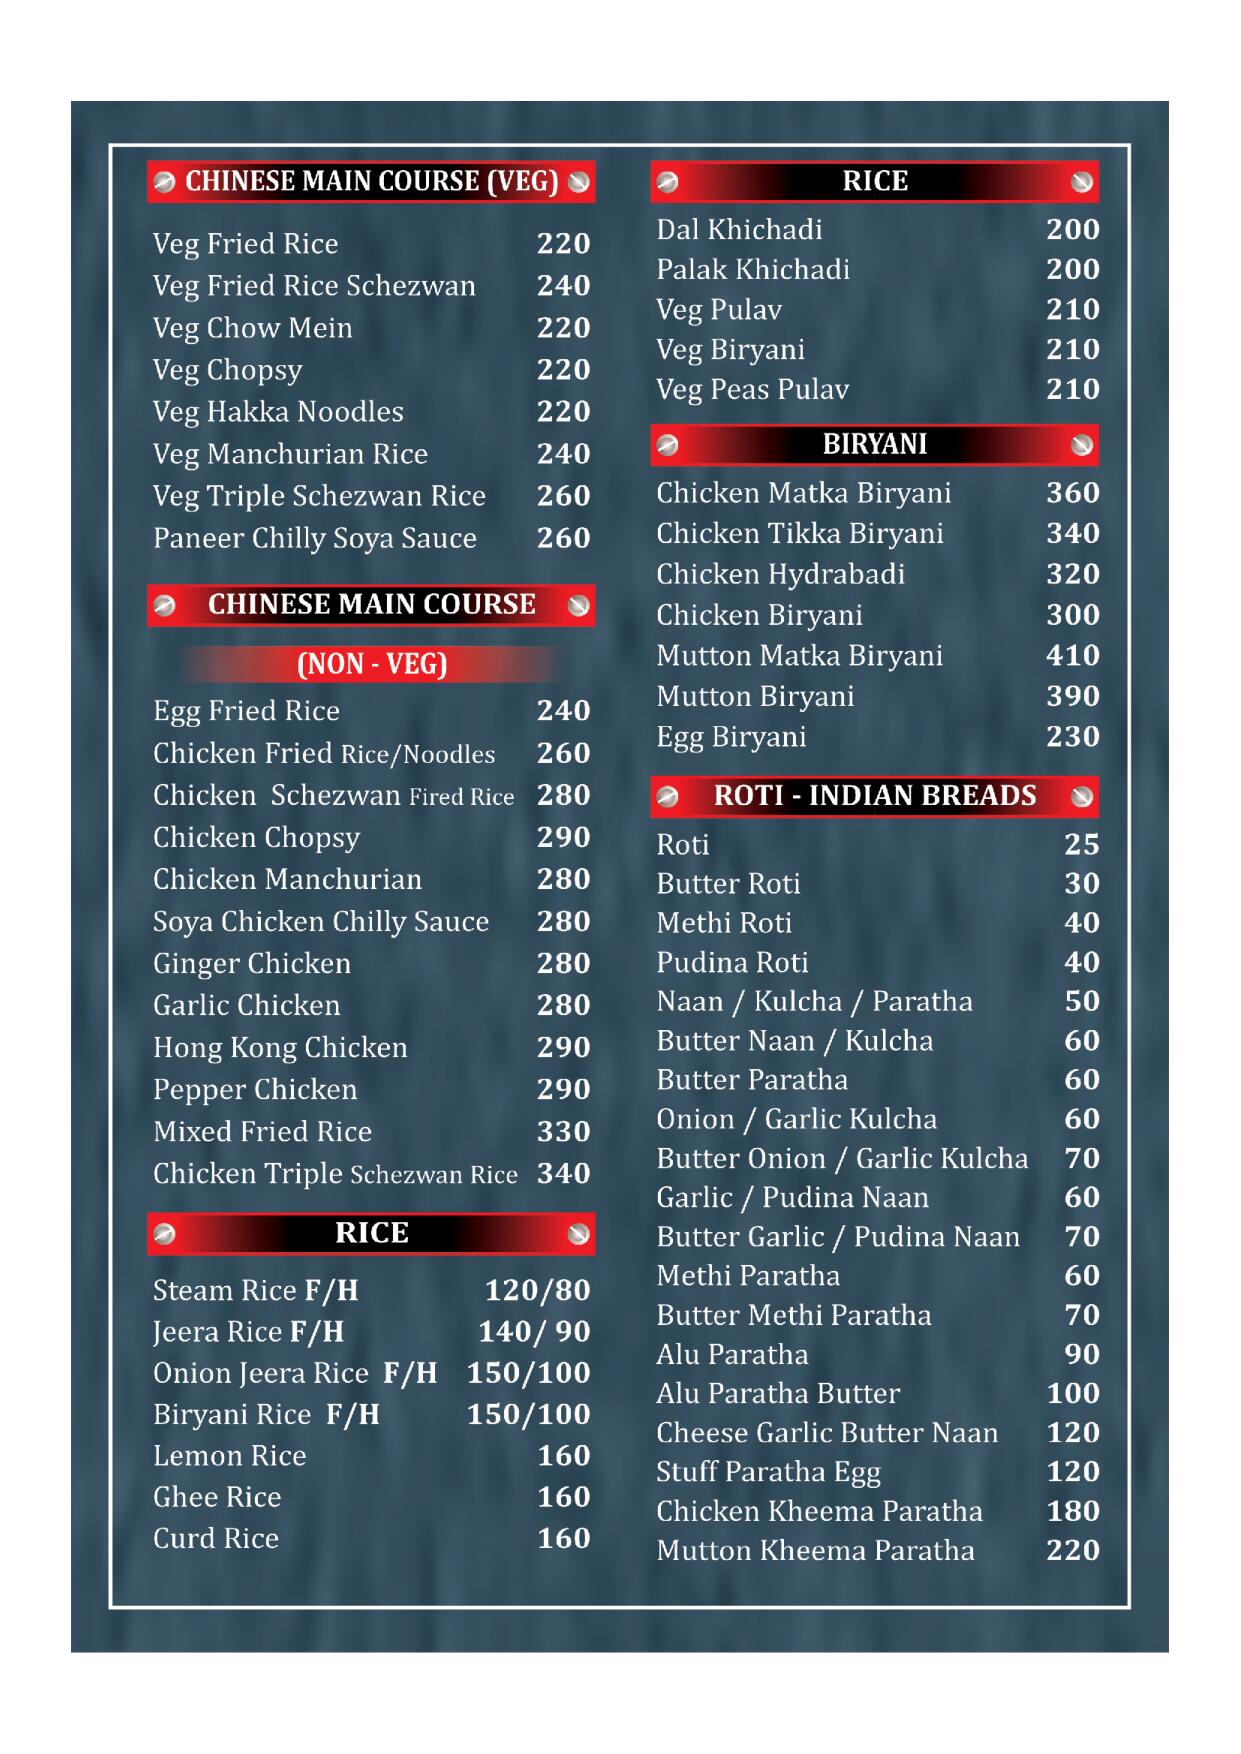 CHINESE MAIN COURSE (VEG)
Veg Fried Rice 220
Veg Fried Rice Schezwan 240
Veg Chow Mein 220
Veg Chopsy 220
Veg Hakka Noodles 220
Veg Manchurian Rice 240
Veg Triple Schezwan Rice 260
Paneer Chilly Soya Sauce 260
CHINESE MAIN COURSE
(NON - VEG)
Egg Fried Rice 240
Chicken Fried Rice/Noodles 260
Chicken Schezwan Fired Rice 280
Chicken Chopsy 290
Chicken Manchurian 280
Soya Chicken Chilly Sauce 280
Ginger Chicken 280
Garlic Chicken 280
Hong Kong Chicken 290
Pepper Chicken 290
Mixed Fried Rice 330
Chicken Triple Schezwan Rice 340
RICE
Steam Rice F/H 120/80
Jeera Rice F/H 140/ 90
Onion Jeera Rice F/H 150/100
Biryani Rice F/H 150/100
Lemon Rice 160
Ghee Rice 160
Curd Rice 160
RICE
Dal Khichadi 200
Palak Khichadi 200
Veg Pulav 210
Veg Biryani 210
Veg Peas Pulav 210
BIRYANI
Chicken Matka Biryani 360
Chicken Tikka Biryani 340
Chicken Hydrabadi 320
Chicken Biryani 300
Mutton Matka Biryani 410
Mutton Biryani 390
Egg Biryani 230
ROTI - INDIAN BREADS
Roti 25
Butter Roti 30
Methi Roti 40
Pudina Roti 40
Naan / Kulcha / Paratha 50
Butter Naan / Kulcha 60
Butter Paratha 60
Onion / Garlic Kulcha 60
Butter Onion / Garlic Kulcha 70
Garlic / Pudina Naan 60
Butter Garlic / Pudina Naan 70
Methi Paratha 60
Butter Methi Paratha 70
Alu Paratha 90
Alu Paratha Butter 100
Cheese Garlic Butter Naan 120
Stuff Paratha Egg 120
Chicken Kheema Paratha 180
Mutton Kheema Paratha 220